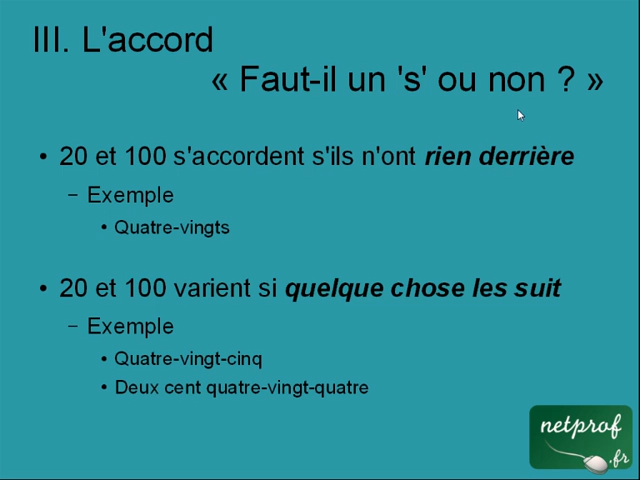 III. L'accord
« Faut-il un 's' ou non ? »
• 20 et 100 s'accordent s'ils n'ont rien derrière
– Exemple
• Quatre-vingts
• 20 et 100 varient si quelque chose les suit
– Exemple
• Quatre-vingt-cinq
• Deux cent quatre-vingt-quatre
netprof
.fr